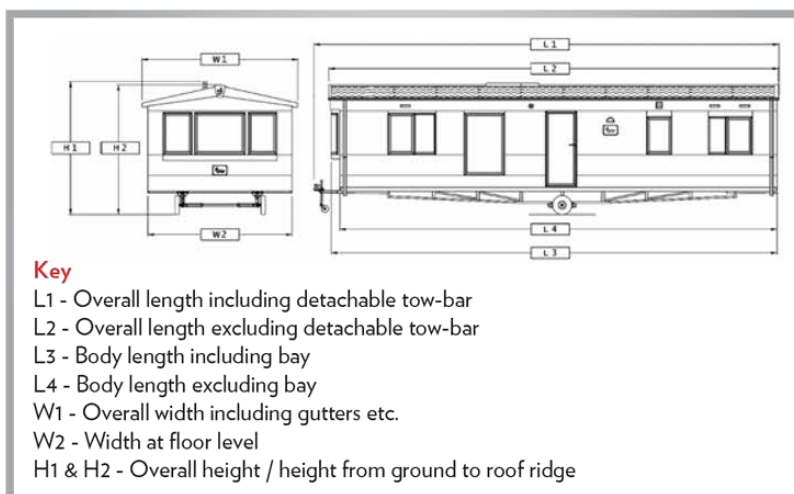 L1
W1
L2
H1
H2
W2
L4
L3
Key
L1 - Overall length including detachable tow-bar
L2 - Overall length excluding detachable tow-bar
L3 - Body length including bay
L4 - Body length excluding bay
W1 - Overall width including gutters etc.
W2 - Width at floor level
H1 & H2 - Overall height / height from ground to roof ridge